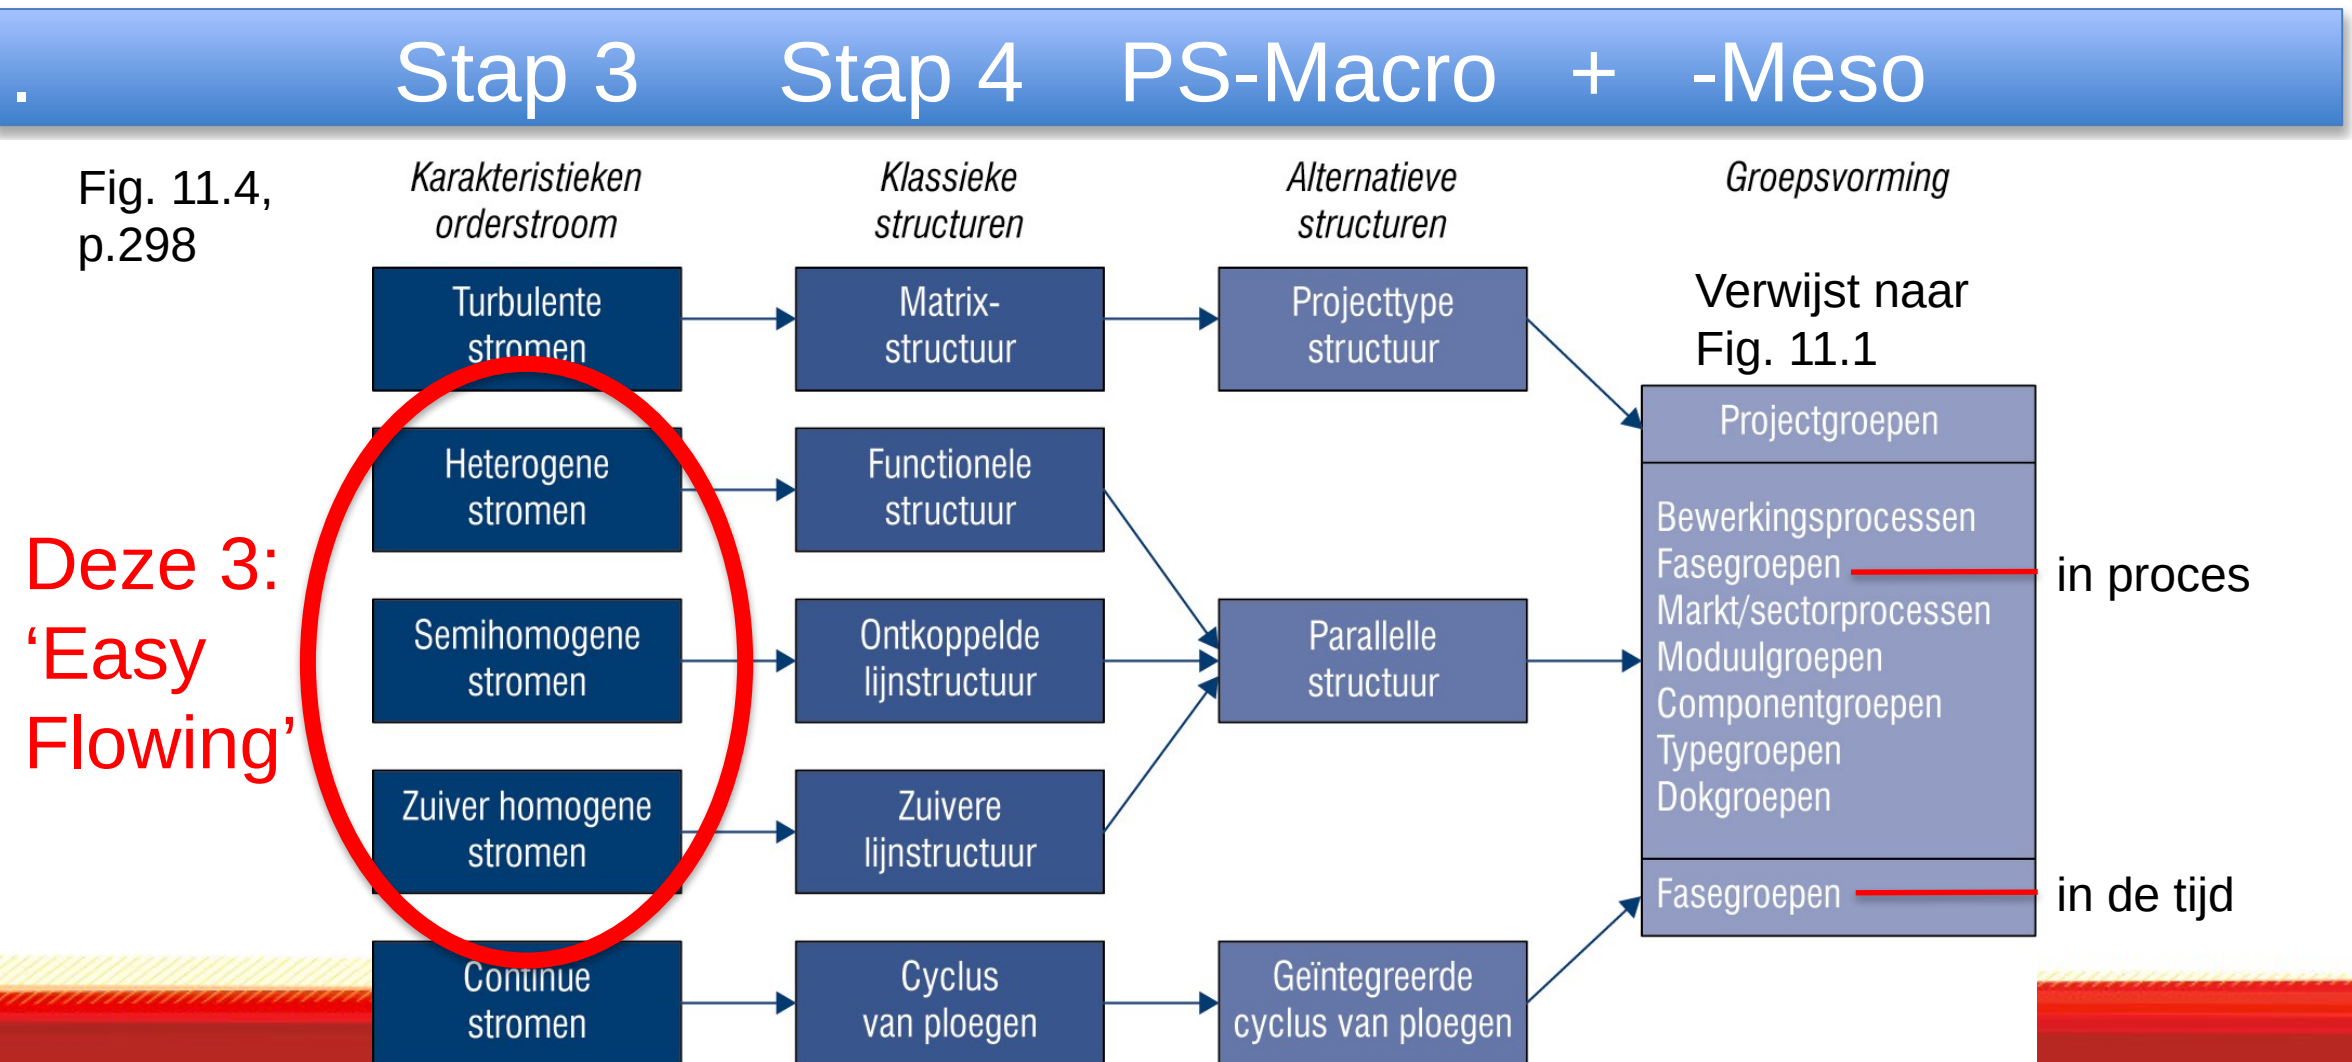 . Stap 3 Stap 4 PS-Macro + -Meso
Fig. 11.4,
p.298
Karakteristieken
orderstroom
Klassieke
structuren
Alternatieve
structuren
Groepsvorming
Turbulente
stromen
Matrix-
structuur
Projecttype
structuur
Verwijst naar
Fig. 11.1
Heterogene
stromen
Functionele
structuur
Projectgroepen
Deze 3:
‘Easy
Flowing’
Semihomogene
stromen
Ontkoppelde
lijnstructuur
Parallelle
structuur
Bewerkingsprocessen
Fasegroepen
Markt/sectorprocessen
Moduulgroepen
Componentgroepen
Typegroepen
Dokgroepen
in proces
Zuiver homogene
stromen
Zuivere
lijnstructuur
Fasegroepen
in de tijd
Continue
stromen
Cyclus
van ploegen
Geïntegreerde
cyclus van ploegen